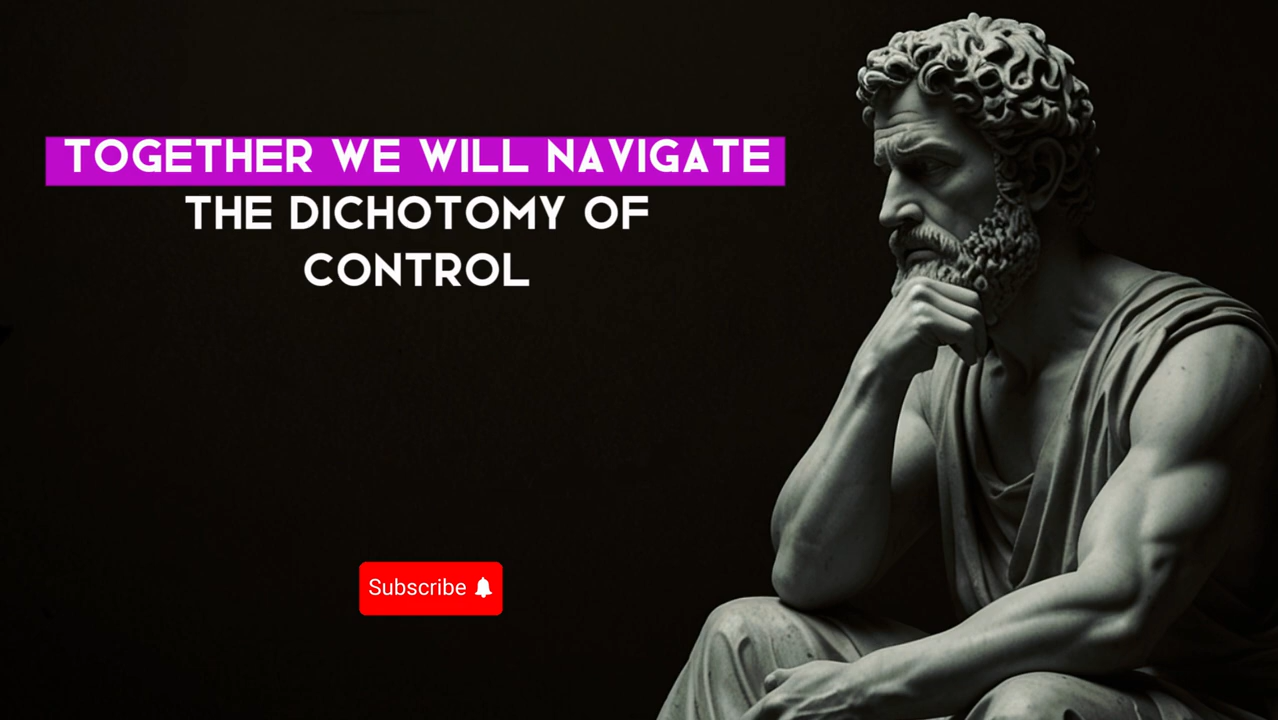 TOGETHER WE WILL NAVIGATE
THE DICHOTOMY OF
CONTROL
Subscribe